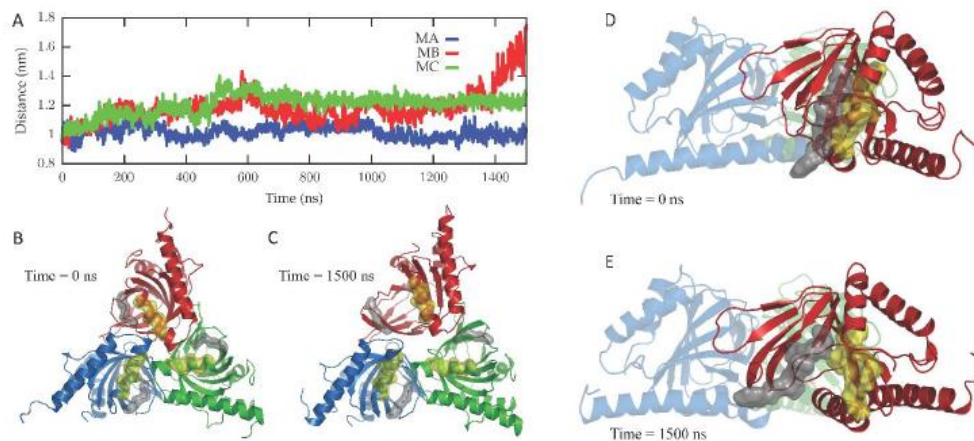 A
1.8
1.6
1.4
1.2
1
0.8
Distance (nm)
MA
MB
MC
0 200 400 600 800 1000 1200 1400
Time (ns)
B
Time = 0 ns
C
Time = 1500 ns
D
Time = 0 ns
E
Time = 1500 ns